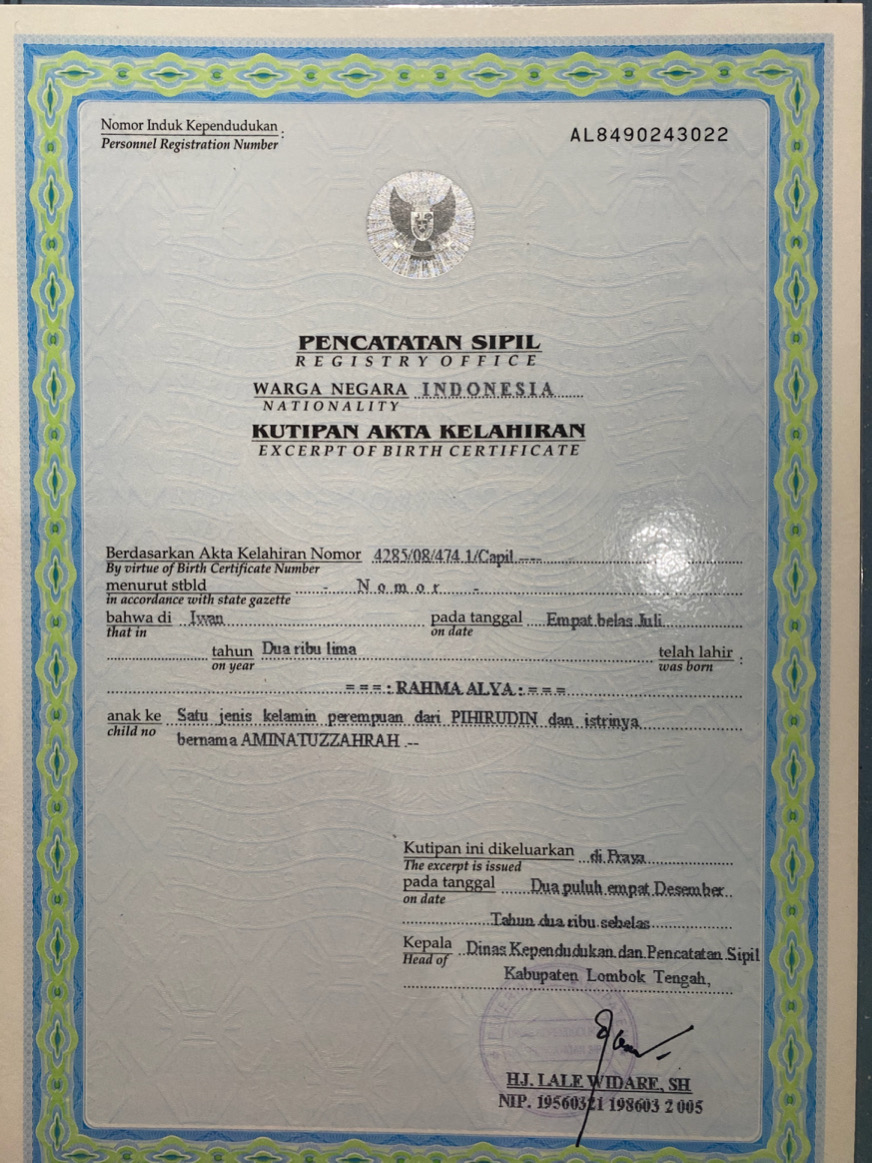 Nomor Induk Kependudukan :
Personnel Registration Number
AL8490243022
PENCATATAN SIPIL
REGISTRY OFFICE
WARGA NEGARA INDONESIA
NATIONALITY
KUTIPAN AKTA KELAHIRAN
EXCERPT OF BIRTH CERTIFICATE
Berdasarkan Akta Kelahiran Nomor 4285/08/474.1/Capil.----
By virtue of Birth Certificate Number
menurut stbld - N o m o r -
in accordance with state gazette
bahwa di Iwan pada tanggal Empat belas Juli
that in on date
tahun Dua ribu lima telah lahir :
on year was born
= = = : RAHMA ALYA : = = =
anak ke Satu jenis kelamin perempuan dari PIHIRUDIN dan istrinya
child no
bernama AMINATUZZAHRAH .--
Kutipan ini dikeluarkan di Praya
The excerpt is issued
pada tanggal Dua puluh empat Desember
on date
Tahun dua ribu sebelas
Kepala Dinas Kependudukan dan Pencatatan Sipil
Head of
Kabupaten Lombok Tengah,
HJ. LALE WIDARE, SH
NIP. 19560321 198603 2 005